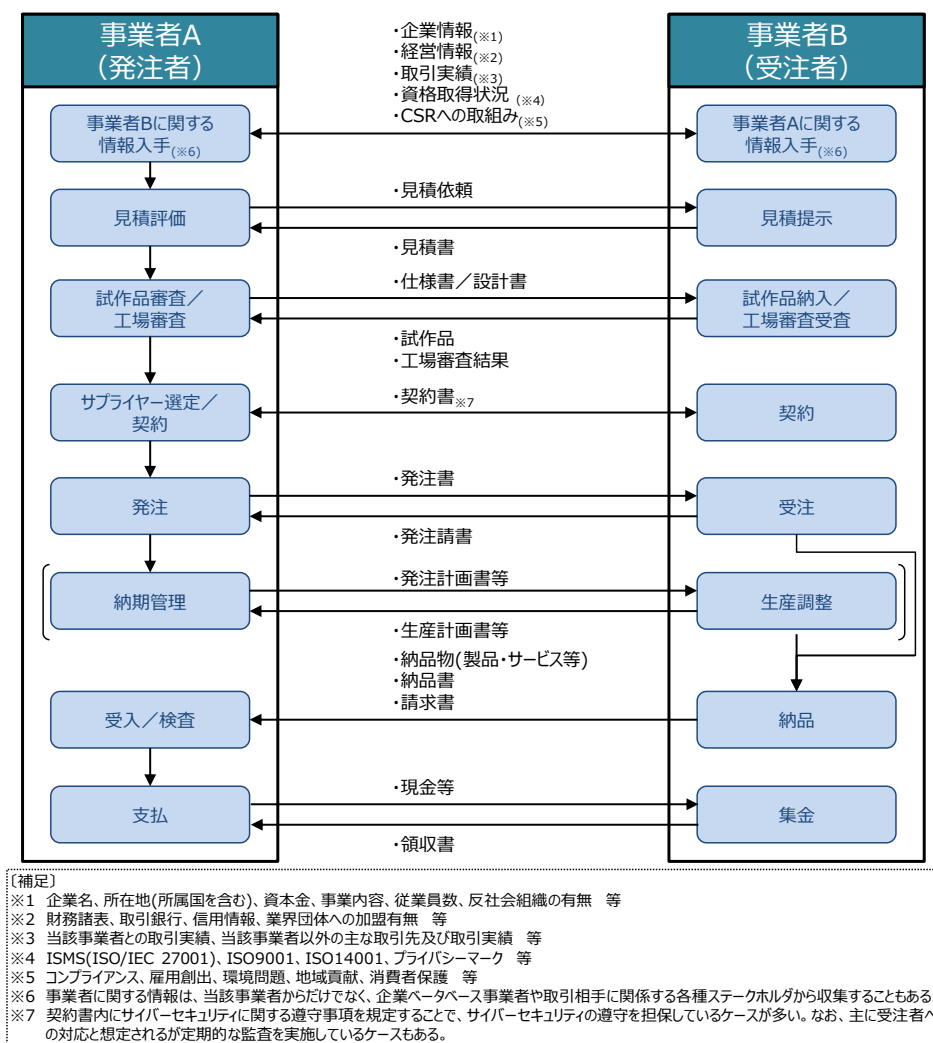 事業者A
（発注者）
・企業情報(※1)
・経営情報(※2)
・取引実績(※3)
・資格取得状況 (※4)
・CSRへの取組み(※5)
事業者B
（受注者）
事業者Bに関する
情報入手(※6)
事業者Aに関する
情報入手(※6)
・見積依頼
見積評価
見積提示
・見積書
・仕様書／設計書
試作品審査／
工場審査
試作品納入／
工場審査受査
・試作品
・工場審査結果
・契約書※7
サプライヤー選定／
契約
契約
・発注書
発注
受注
・発注請書
・発注計画書等
納期管理
生産調整
・生産計画書等
・納品物(製品・サービス等)
・納品書
・請求書
受入／検査
納品
・現金等
支払
集金
・領収書
〔補足〕
※1 企業名、所在地(所属国を含む)、資本金、事業内容、従業員数、反社会組織の有無 等
※2 財務諸表、取引銀行、信用情報、業界団体への加盟有無 等
※3 当該事業者との取引実績、当該事業者以外の主な取引先及び取引実績 等
※4 ISMS(ISO/IEC 27001)、ISO9001、ISO14001、プライバシーマーク 等
※5 コンプライアンス、雇用創出、環境問題、地域貢献、消費者保護 等
※6 事業者に関する情報は、当該事業者からだけでなく、企業ベータベース事業者や取引相手に関係する各種ステークホルダから収集することもある
※7 契約書内にサイバーセキュリティに関する遵守事項を規定することで、サイバーセキュリティの遵守を担保しているケースが多い。なお、主に受注者へ
の対応と想定されるが定期的な監査を実施しているケースもある。